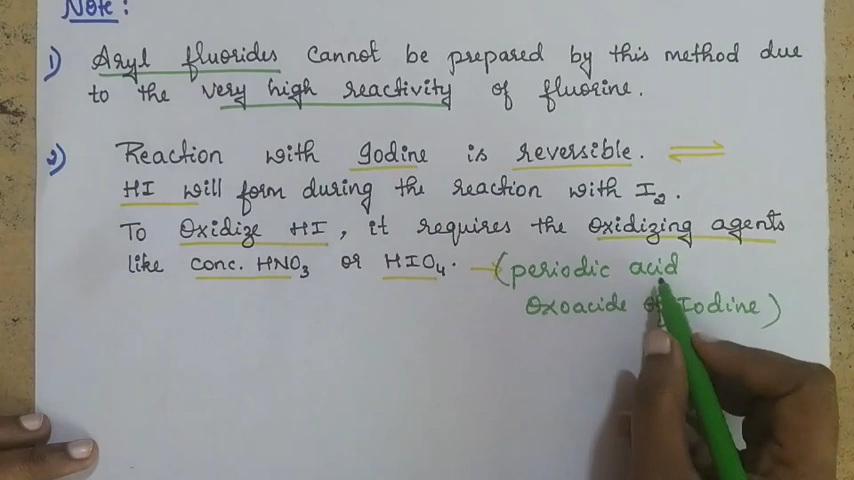 Note:
1) Aryl fluorides cannot be prepared by this method due
to the very high reactivity of fluorine.
2) Reaction with Iodine is reversible. ⇌
HI will form during the reaction with I₂.
To Oxidize HI, it requires the Oxidizing agents
like conc. HNO₃ or HIO₄. → (periodic acid
Oxoacide of Iodine)